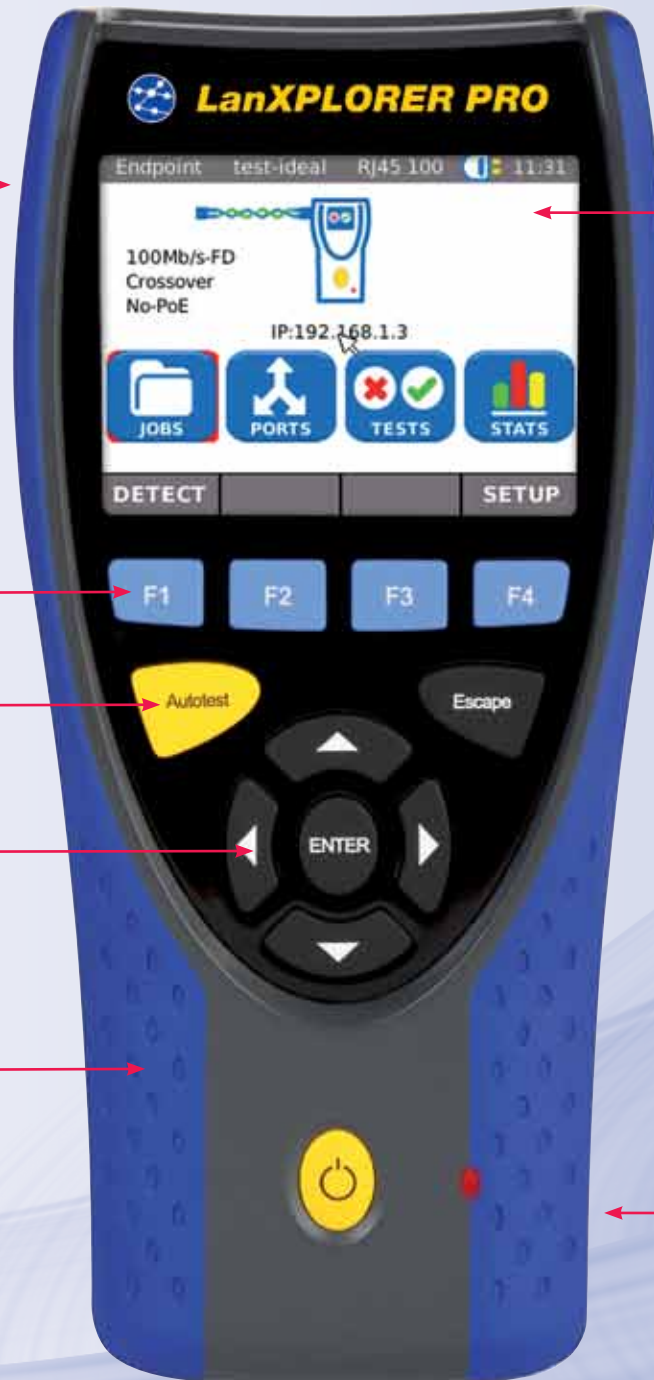 LanXPLORER PRO
Endpoint test-ideal RJ45 100 11:31
100Mb/s-FD
Crossover
No-PoE
IP:192.168.1.3
JOBS PORTS TESTS STATS
DETECT SETUP
F1 F2 F3 F4
Autotest Escape
ENTER